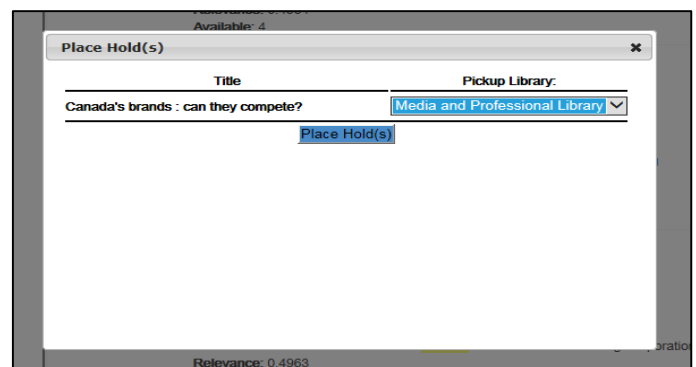 Available: 4
Place Hold(s)
Title Pickup Library:
Canada's brands : can they compete?
Media and Professional Library
Place Hold(s)
Relevance: 0.4963